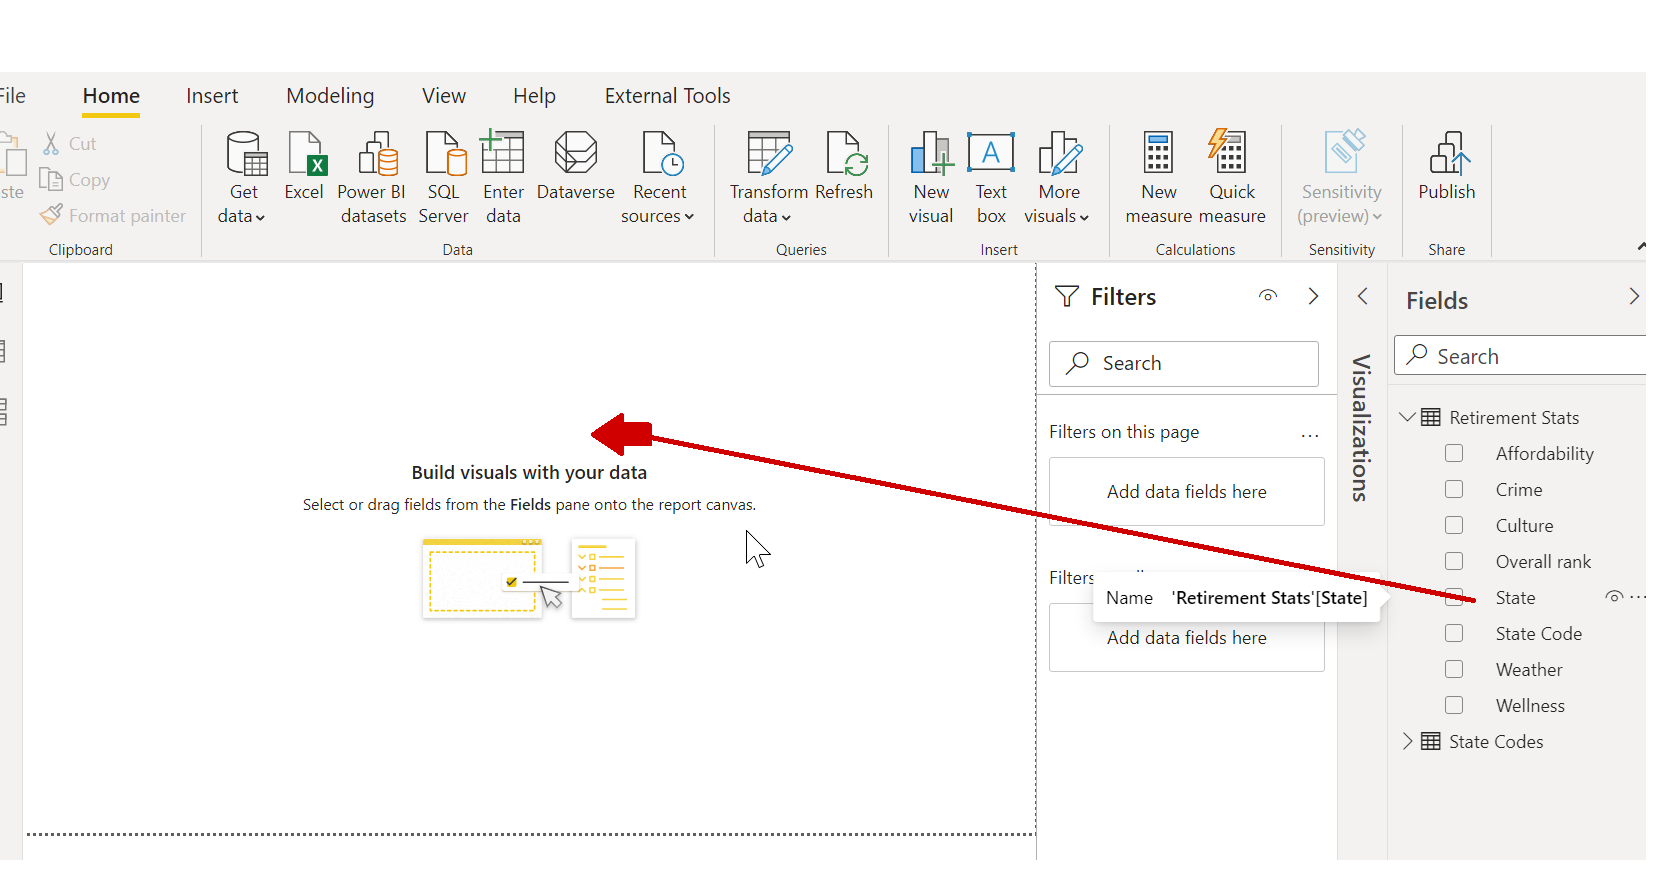 File Home Insert Modeling View Help External Tools
Cut
Copy
Format painter
Clipboard
Get data
Excel
Power BI datasets
SQL Server
Enter data
Dataverse
Recent sources
Data
Transform data
Refresh
Queries
New visual
Text box
More visuals
Insert
New measure
Quick measure
Calculations
Sensitivity (preview)
Sensitivity
Publish
Share
Build visuals with your data
Select or drag fields from the Fields pane onto the report canvas.
Filters
Search
Filters on this page
Add data fields here
Filters
Name 'Retirement Stats'[State]
Add data fields here
Visualizations
Fields
Search
Retirement Stats
Affordability
Crime
Culture
Overall rank
State
State Code
Weather
Wellness
State Codes